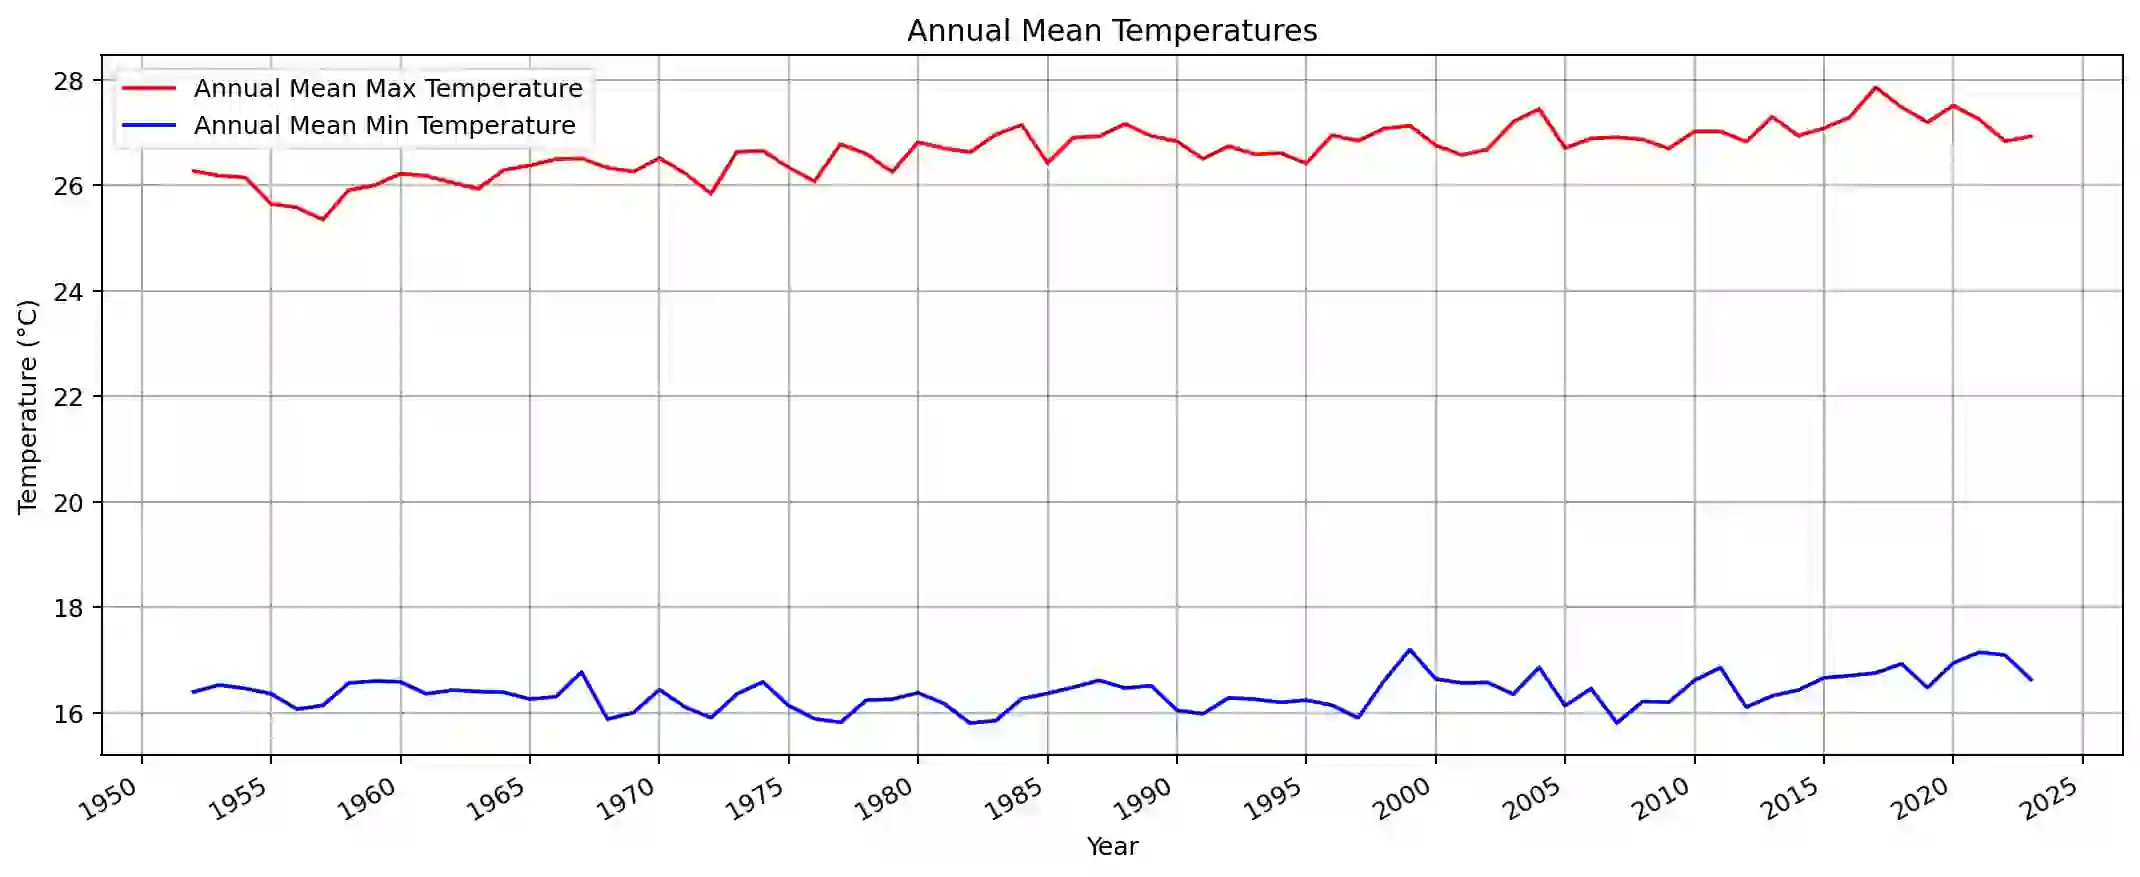 Annual Mean Temperatures
Annual Mean Max Temperature
Annual Mean Min Temperature
28
26
24
22
20
18
16
Temperature (°C)
1950 1955 1960 1965 1970 1975 1980 1985 1990 1995 2000 2005 2010 2015 2020 2025
Year